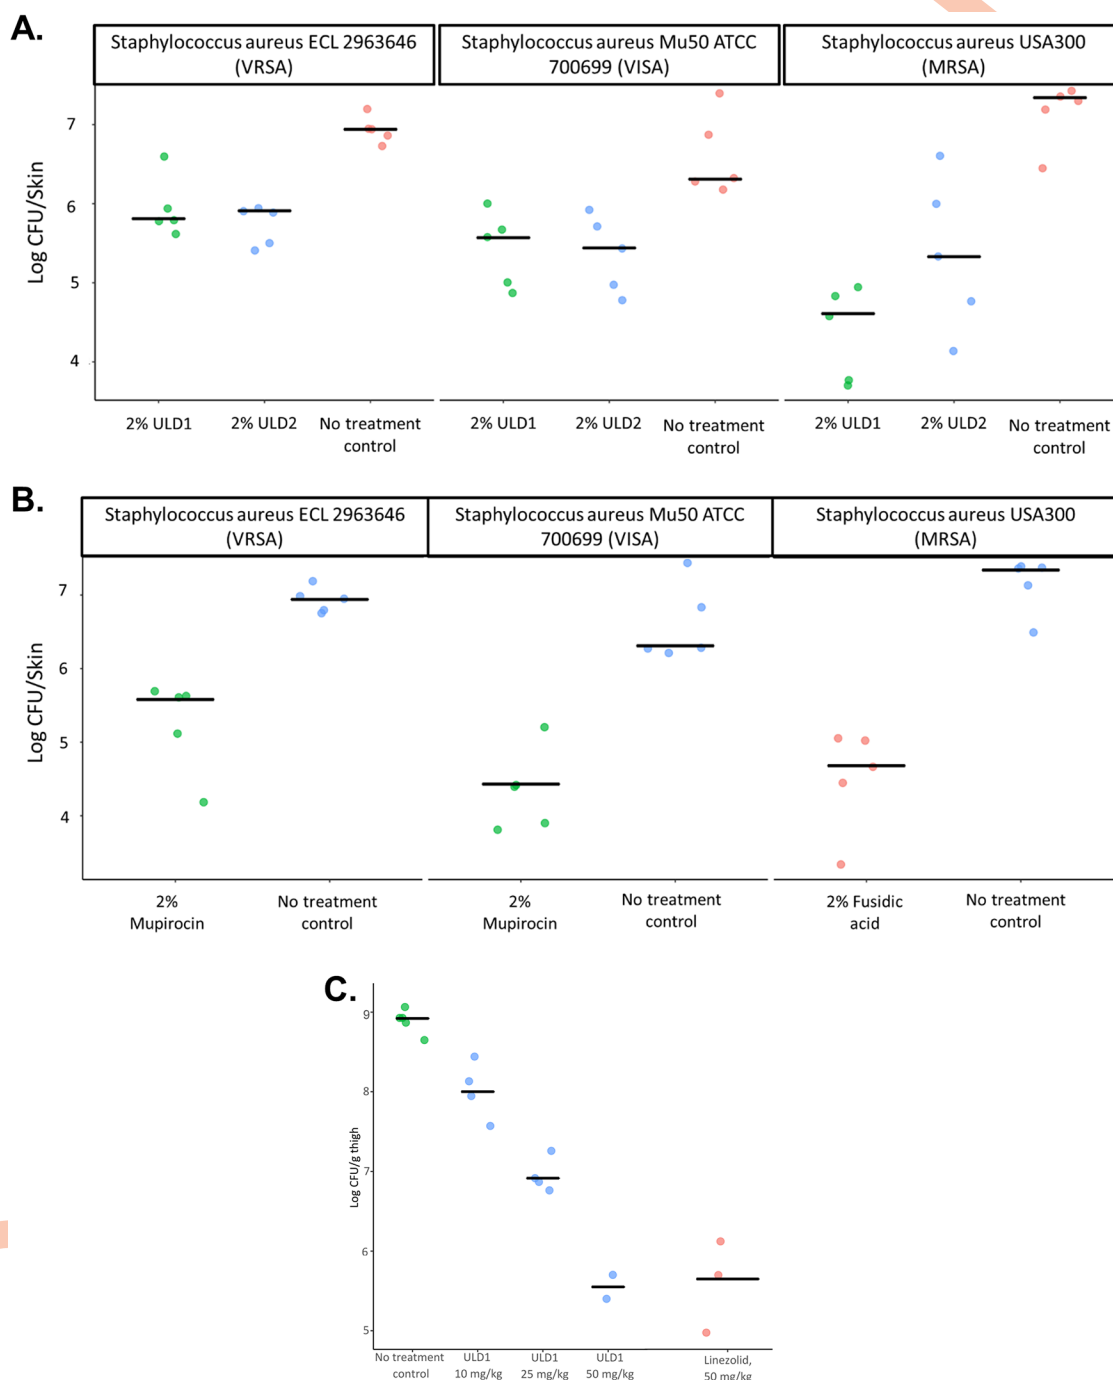 A.
Staphylococcus aureus ECL 2963646
(VRSA)
Staphylococcus aureus Mu50 ATCC
700699 (VISA)
Staphylococcus aureus USA300
(MRSA)
Log CFU/Skin
7
6
5
4
2% ULD1
2% ULD2
No treatment
control
2% ULD1
2% ULD2
No treatment
control
2% ULD1
2% ULD2
No treatment
control
B.
Staphylococcus aureus ECL 2963646
(VRSA)
Staphylococcus aureus Mu50 ATCC
700699 (VISA)
Staphylococcus aureus USA300
(MRSA)
Log CFU/Skin
7
6
5
4
2%
Mupirocin
No treatment
control
2%
Mupirocin
No treatment
control
2% Fusidic
acid
No treatment
control
C.
Log CFU/g thigh
9
8
7
6
5
No treatment
control
ULD1
10 mg/kg
ULD1
25 mg/kg
ULD1
50 mg/kg
Linezolid,
50 mg/kg